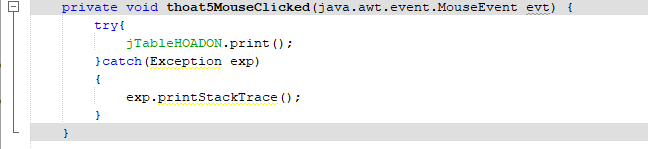 private void thoat5MouseClicked(java.awt.event.MouseEvent evt) {
try{
jTableHOADON.print();
}catch(Exception exp)
{
exp.printStackTrace();
}
}